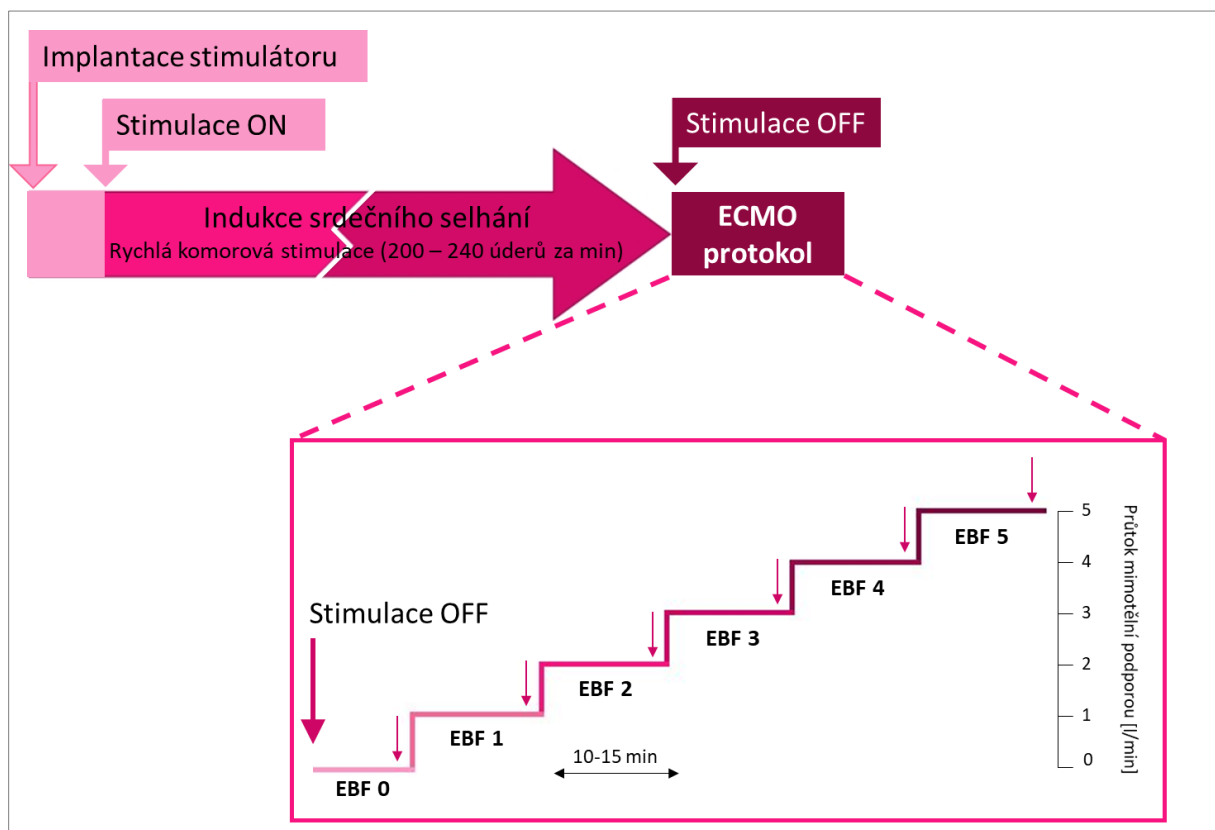 Implantace stimulátoru
Stimulace ON
Stimulace OFF
Indukce srdečního selhání
Rychlá komorová stimulace (200 – 240 úderů za min)
ECMO
protokol
Stimulace OFF
EBF 0
EBF 1
EBF 2
EBF 3
EBF 4
EBF 5
10-15 min
5
4
3
2
1
0
Průtok mimotělní podporou [l/min]